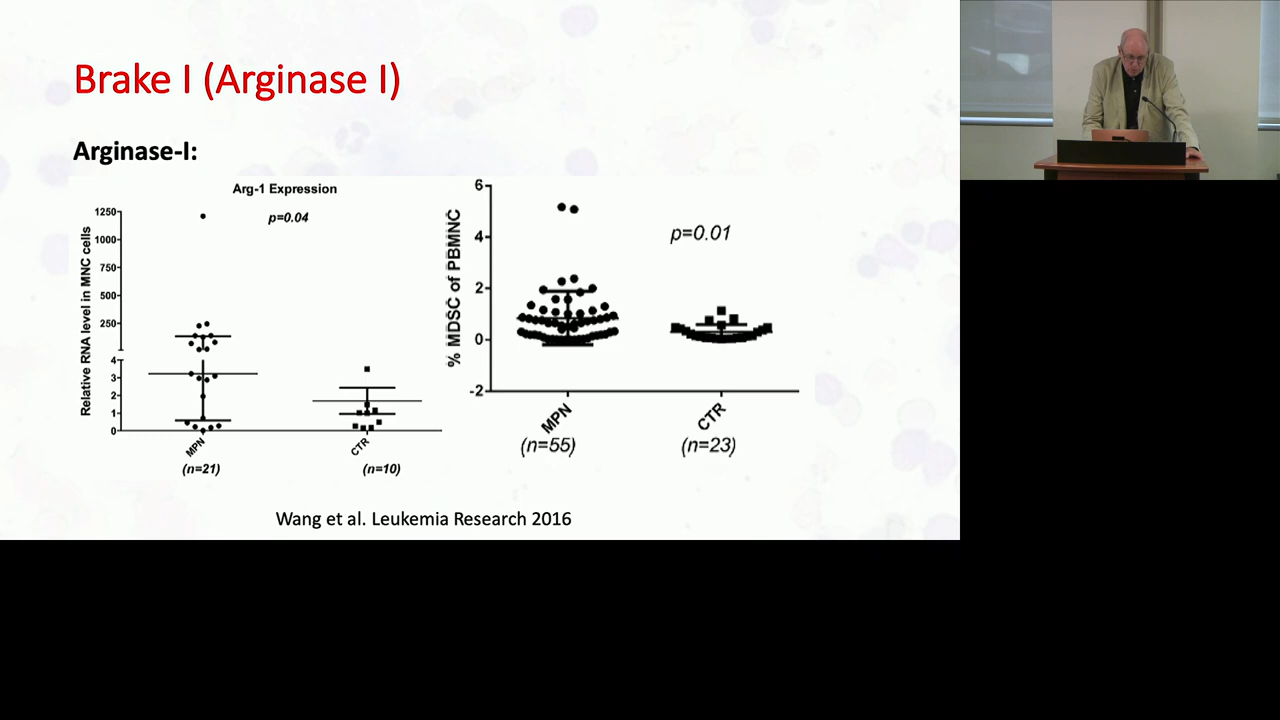 Brake I (Arginase I)
Arginase-I:
Arg-1 Expression
p=0.04
Relative RNA level in MNC cells
1250
1000
750
500
250
4
3
2
1
0
MPN
CTR
(n=21)
(n=10)
% MDSC of PBMNC
6
4
2
0
-2
p=0.01
MPN
CTR
(n=55)
(n=23)
Wang et al. Leukemia Research 2016